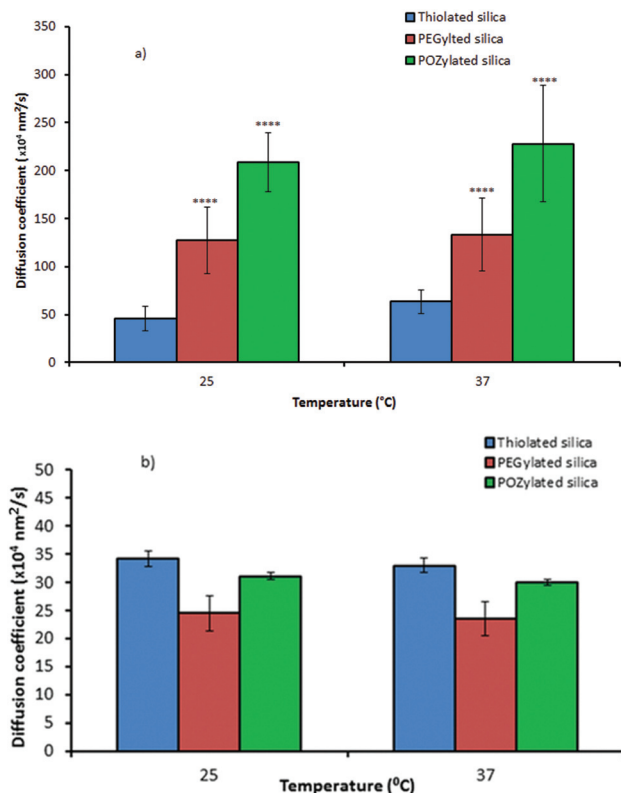 a)
Thiolated silica
PEGylted silica
POZylated silica
350
300
250
200
150
100
50
0
Diffusion coefficient (x10⁴ nm²/s)
****
****
****
****
25
37
Temperature (°C)
b)
Thiolated silica
PEGylated silica
POZylated silica
50
45
40
35
30
25
20
15
10
5
0
Diffusion coefficient (x10⁴ nm²/s)
25
37
Temperature (⁰C)